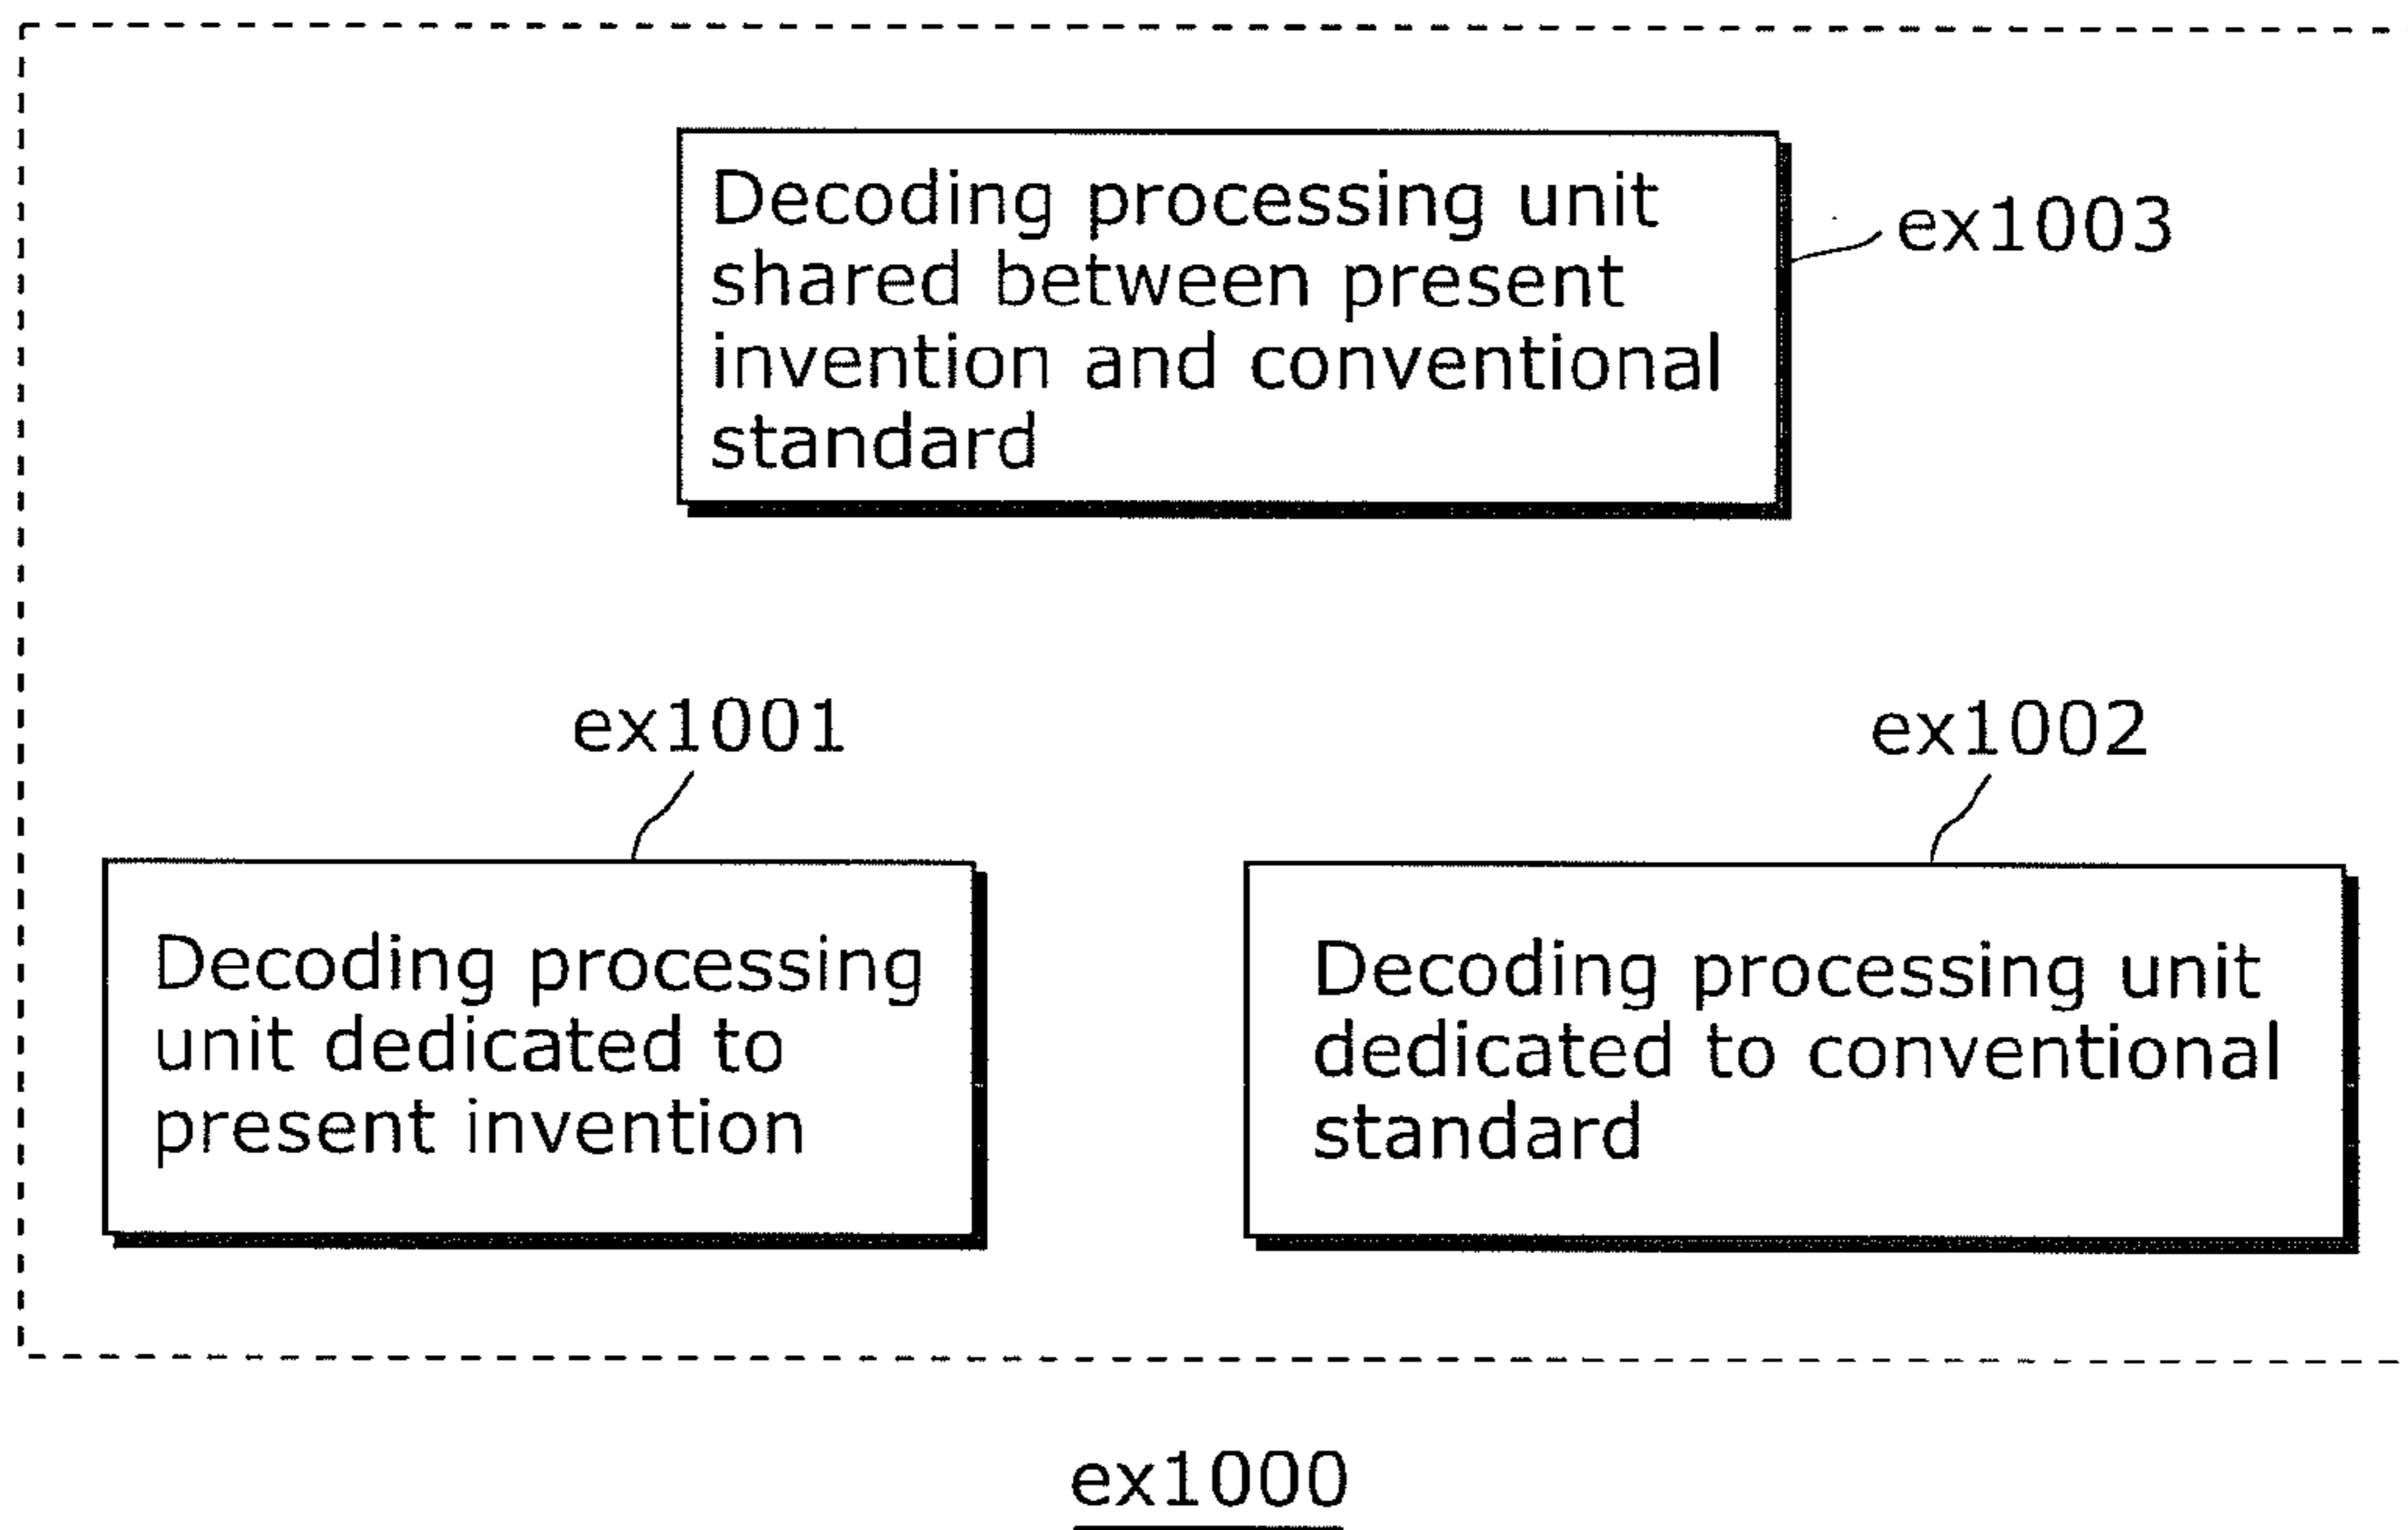 Decoding processing unit
shared between present
invention and conventional
standard
ex1003
ex1001
ex1002
Decoding processing
unit dedicated to
present invention
Decoding processing unit
dedicated to conventional
standard
ex1000